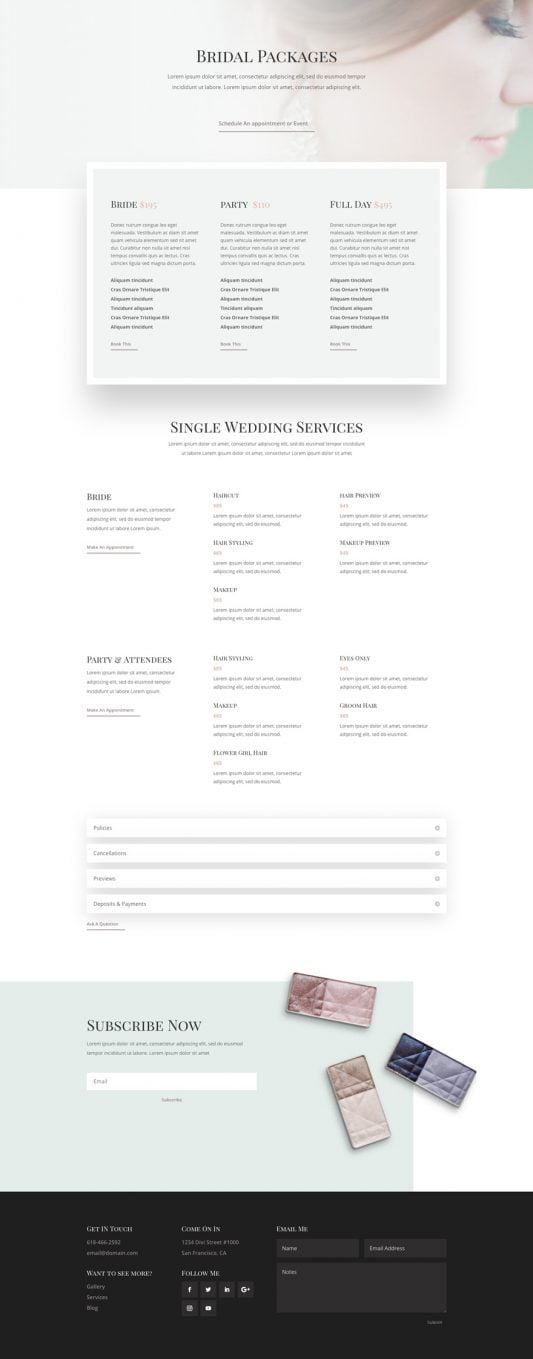 Bridal Packages
Lorem ipsum dolor sit amet, consectetur adipiscing elit, sed do eiusmod tempor
incididunt ut labore. Lorem ipsum dolor sit amet, consectetur adipiscing elit.
Schedule An appointment or Event
Bride $195
Donec rutrum congue leo eget
malesuada. Vestibulum ac diam sit amet
quam vehicula elementum sed sit amet
dui. Curabitur non nulla sit amet nisl
tempus convallis quis ac lectus. Cras
ultricies ligula sed magna dictum porta.
Aliquam tincidunt
Cras Ornare Tristique Elit
Aliquam tincidunt
Tincidunt aliquam
Cras Ornare Tristique Elit
Aliquam tincidunt
Book This
party $110
Donec rutrum congue leo eget
malesuada. Vestibulum ac diam sit amet
quam vehicula elementum sed sit amet
dui. Curabitur non nulla sit amet nisl
tempus convallis quis ac lectus. Cras
ultricies ligula sed magna dictum porta.
Aliquam tincidunt
Cras Ornare Tristique Elit
Aliquam tincidunt
Tincidunt aliquam
Cras Ornare Tristique Elit
Aliquam tincidunt
Book This
Full Day $495
Donec rutrum congue leo eget
malesuada. Vestibulum ac diam sit amet
quam vehicula elementum sed sit amet
dui. Curabitur non nulla sit amet nisl
tempus convallis quis ac lectus. Cras
ultricies ligula sed magna dictum porta.
Aliquam tincidunt
Cras Ornare Tristique Elit
Aliquam tincidunt
Tincidunt aliquam
Cras Ornare Tristique Elit
Aliquam tincidunt
Book This
Single Wedding Services
Lorem ipsum dolor sit amet, consectetur adipiscing elit, sed do eiusmod tempor incididunt
ut labore.Lorem ipsum dolor sit amet, consectetur Lorem ipsum dolor sit amet
Bride
Lorem ipsum dolor sit amet, consectetur
adipiscing elit, sed do eiusmod tempor
incididunt ut labore.Lorem ipsum.
Make An Appointment
Haircut
Lorem ipsum dolor sit amet, consectetur
adipiscing elit, sed do eiusmod.
Hair Styling
Lorem ipsum dolor sit amet, consectetur
adipiscing elit, sed do eiusmod.
Makeup
Lorem ipsum dolor sit amet, consectetur
adipiscing elit, sed do eiusmod.
hair Preview
$45
Lorem ipsum dolor sit amet, consectetur
adipiscing elit, sed do eiusmod.
Makeup Preview
$45
Lorem ipsum dolor sit amet, consectetur
adipiscing elit, sed do eiusmod.
Party & Attendees
Lorem ipsum dolor sit amet, consectetur
adipiscing elit, sed do eiusmod tempor
incididunt ut labore.Lorem ipsum.
Make An Appointment
Hair Styling
Lorem ipsum dolor sit amet, consectetur
adipiscing elit, sed do eiusmod.
Makeup
Lorem ipsum dolor sit amet, consectetur
adipiscing elit, sed do eiusmod.
Flower Girl Hair
Lorem ipsum dolor sit amet, consectetur
adipiscing elit, sed do eiusmod.
Eyes Only
$45
Lorem ipsum dolor sit amet, consectetur
adipiscing elit, sed do eiusmod.
Groom Hair
Lorem ipsum dolor sit amet, consectetur
adipiscing elit, sed do eiusmod.
Policies
Cancellations
Previews
Deposits & Payments
Ask A Question
Subscribe Now
Lorem ipsum dolor sit amet, consectetur adipiscing elit, sed do eiusmod
tempor incididunt ut labore. Lorem ipsum dolor sit amet
Email
Subscribe
Get IN Touch
618-466-2592
email@domain.com
Want to see more?
Gallery
Services
Blog
Come On In
1234 Divi Street #1000
San Francisco, CA
Follow Me
Email Me
Name
Email Address
Notes
Submit